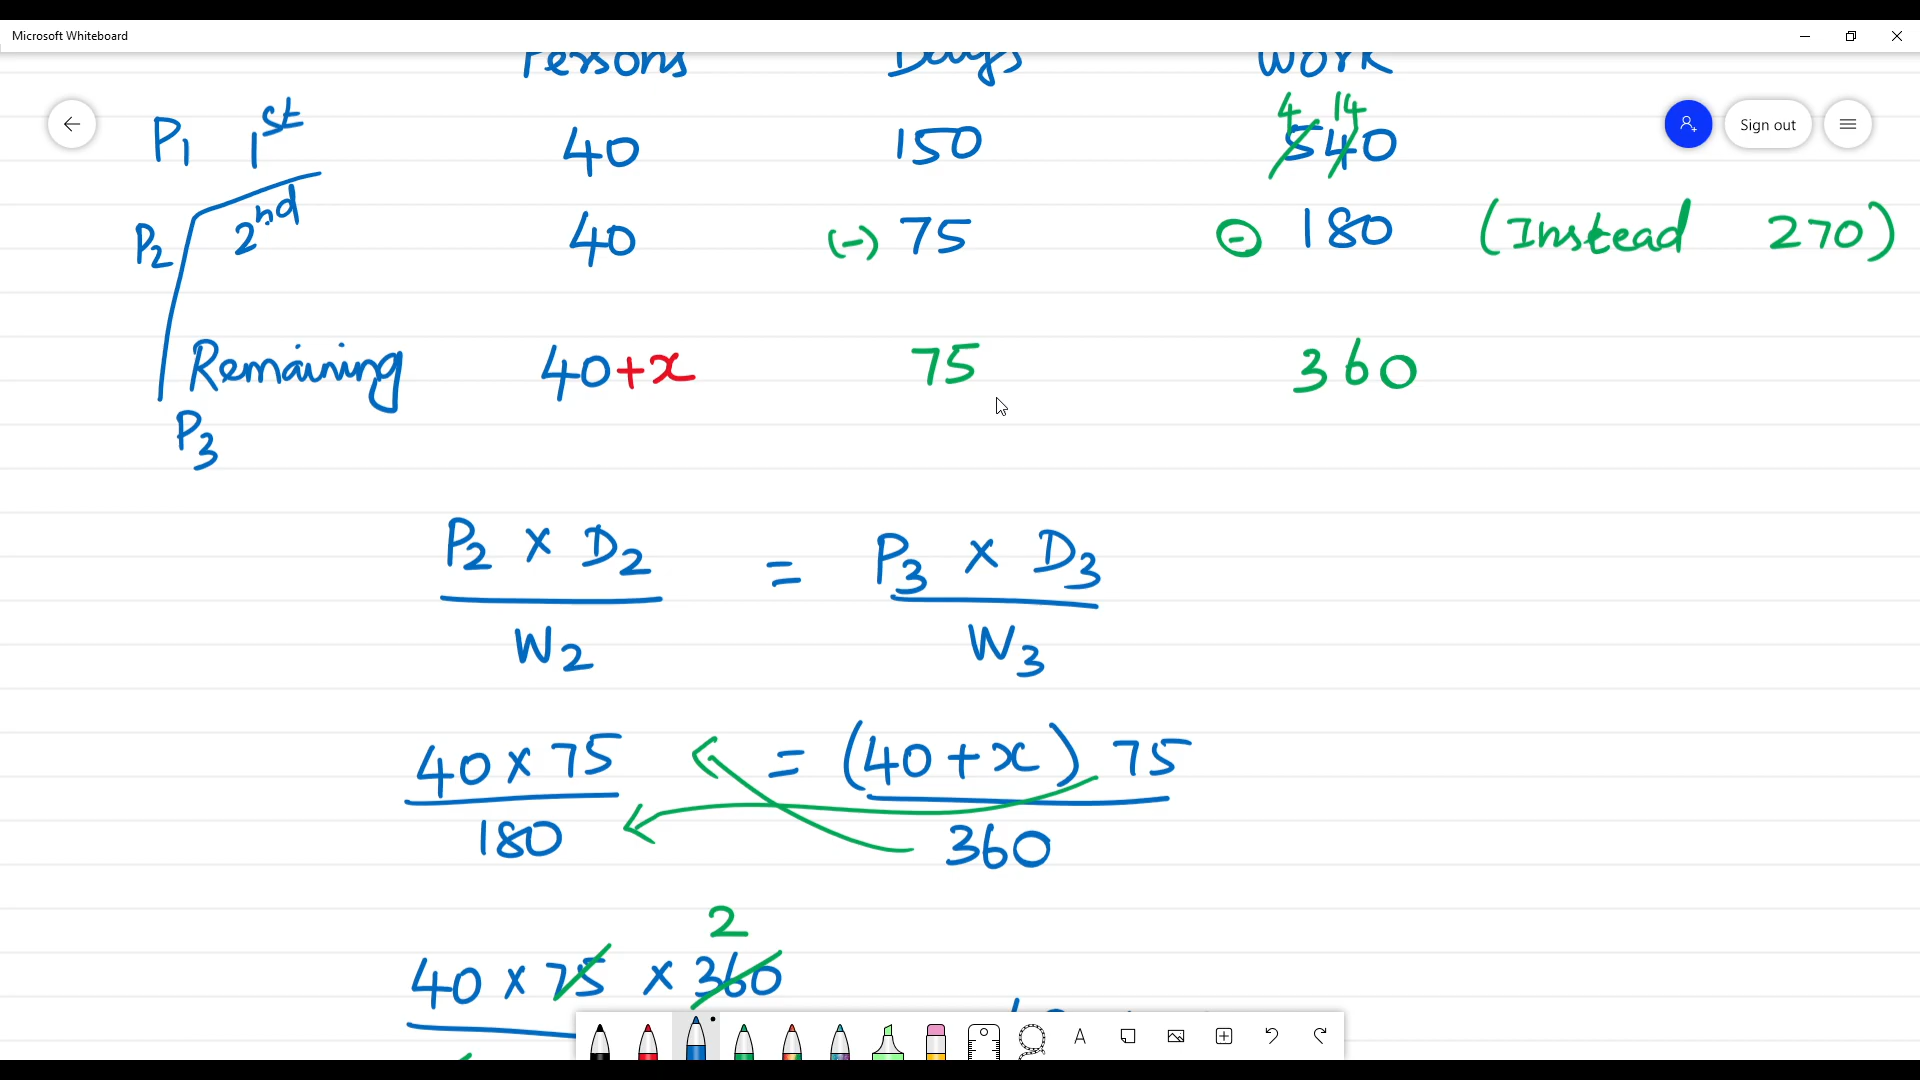 Microsoft Whiteboard
Persons Days Work
4 14
P1 1st 40 150 540
Sign out
P2 2nd 40 (-) 75 - 180 (Instead 270)
Remaining 40+x 75 360
P3
P2 × D2 = P3 × D3
W2 W3
40 × 75 = (40 + x) 75
180 360
2
40 × 75 × 360
A